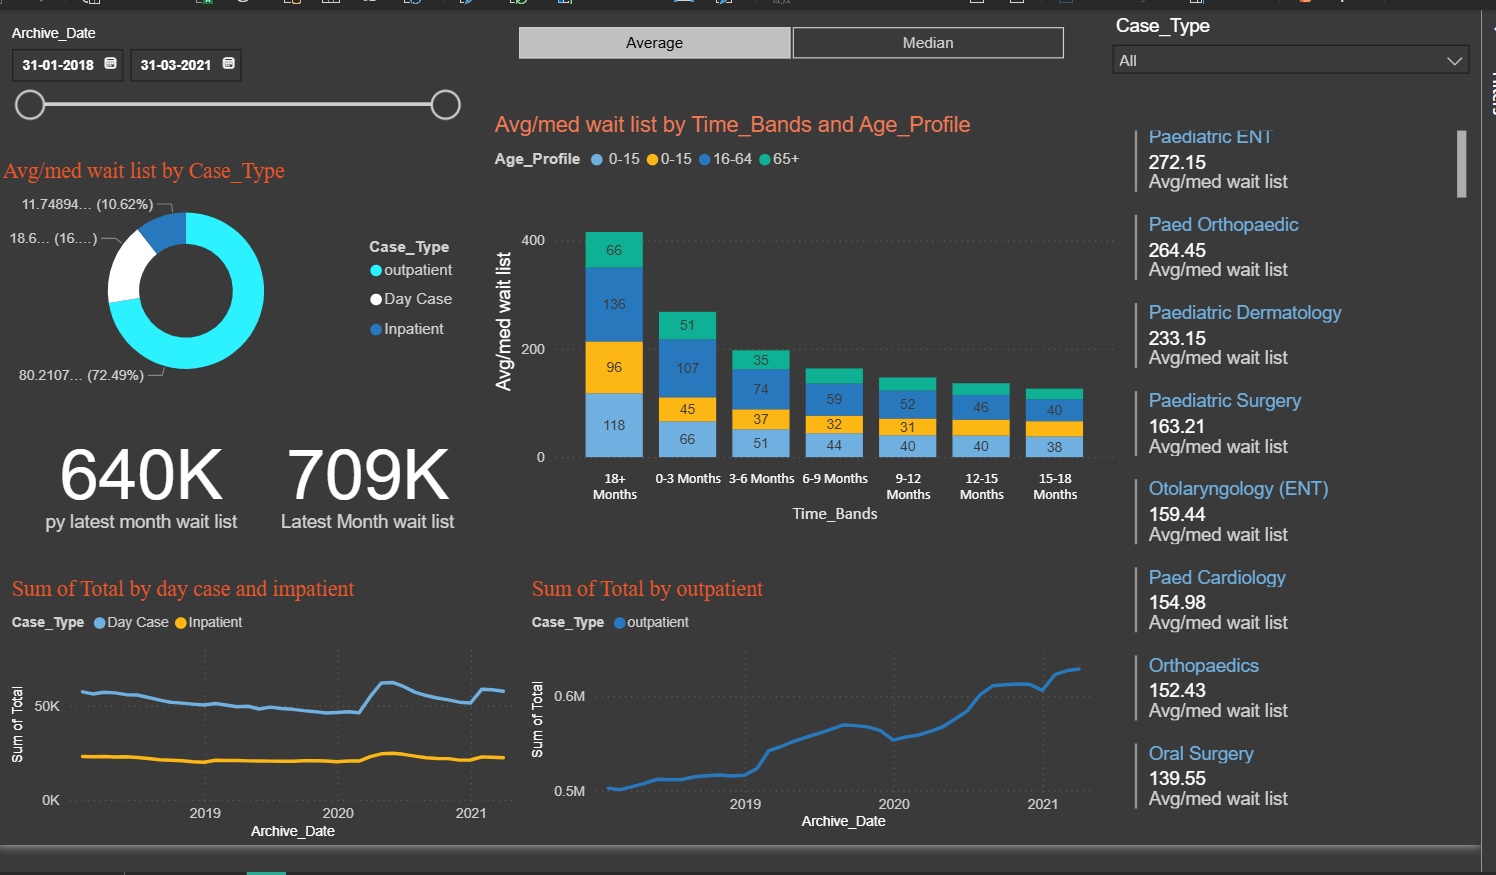 Archive_Date
31-01-2018
31-03-2021
Average
Median
Case_Type
All
Avg/med wait list by Case_Type
11.74894... (10.62%)
18.6... (16....)
80.2107... (72.49%)
Case_Type
outpatient
Day Case
Inpatient
640K
py latest month wait list
709K
Latest Month wait list
Avg/med wait list by Time_Bands and Age_Profile
Age_Profile 0-15 0-15 16-64 65+
Avg/med wait list
400
200
0
66
136
96
118
51
107
45
66
35
74
37
51
59
32
44
52
31
40
46
40
40
38
18+
Months
0-3 Months
3-6 Months
6-9 Months
9-12
Months
12-15
Months
15-18
Months
Time_Bands
Paediatric ENT
272.15
Avg/med wait list
Paed Orthopaedic
264.45
Avg/med wait list
Paediatric Dermatology
233.15
Avg/med wait list
Paediatric Surgery
163.21
Avg/med wait list
Otolaryngology (ENT)
159.44
Avg/med wait list
Paed Cardiology
154.98
Avg/med wait list
Orthopaedics
152.43
Avg/med wait list
Oral Surgery
139.55
Avg/med wait list
Sum of Total by day case and impatient
Case_Type Day Case Inpatient
Sum of Total
50K
0K
2019
2020
2021
Archive_Date
Sum of Total by outpatient
Case_Type outpatient
Sum of Total
0.6M
0.5M
2019
2020
2021
Archive_Date